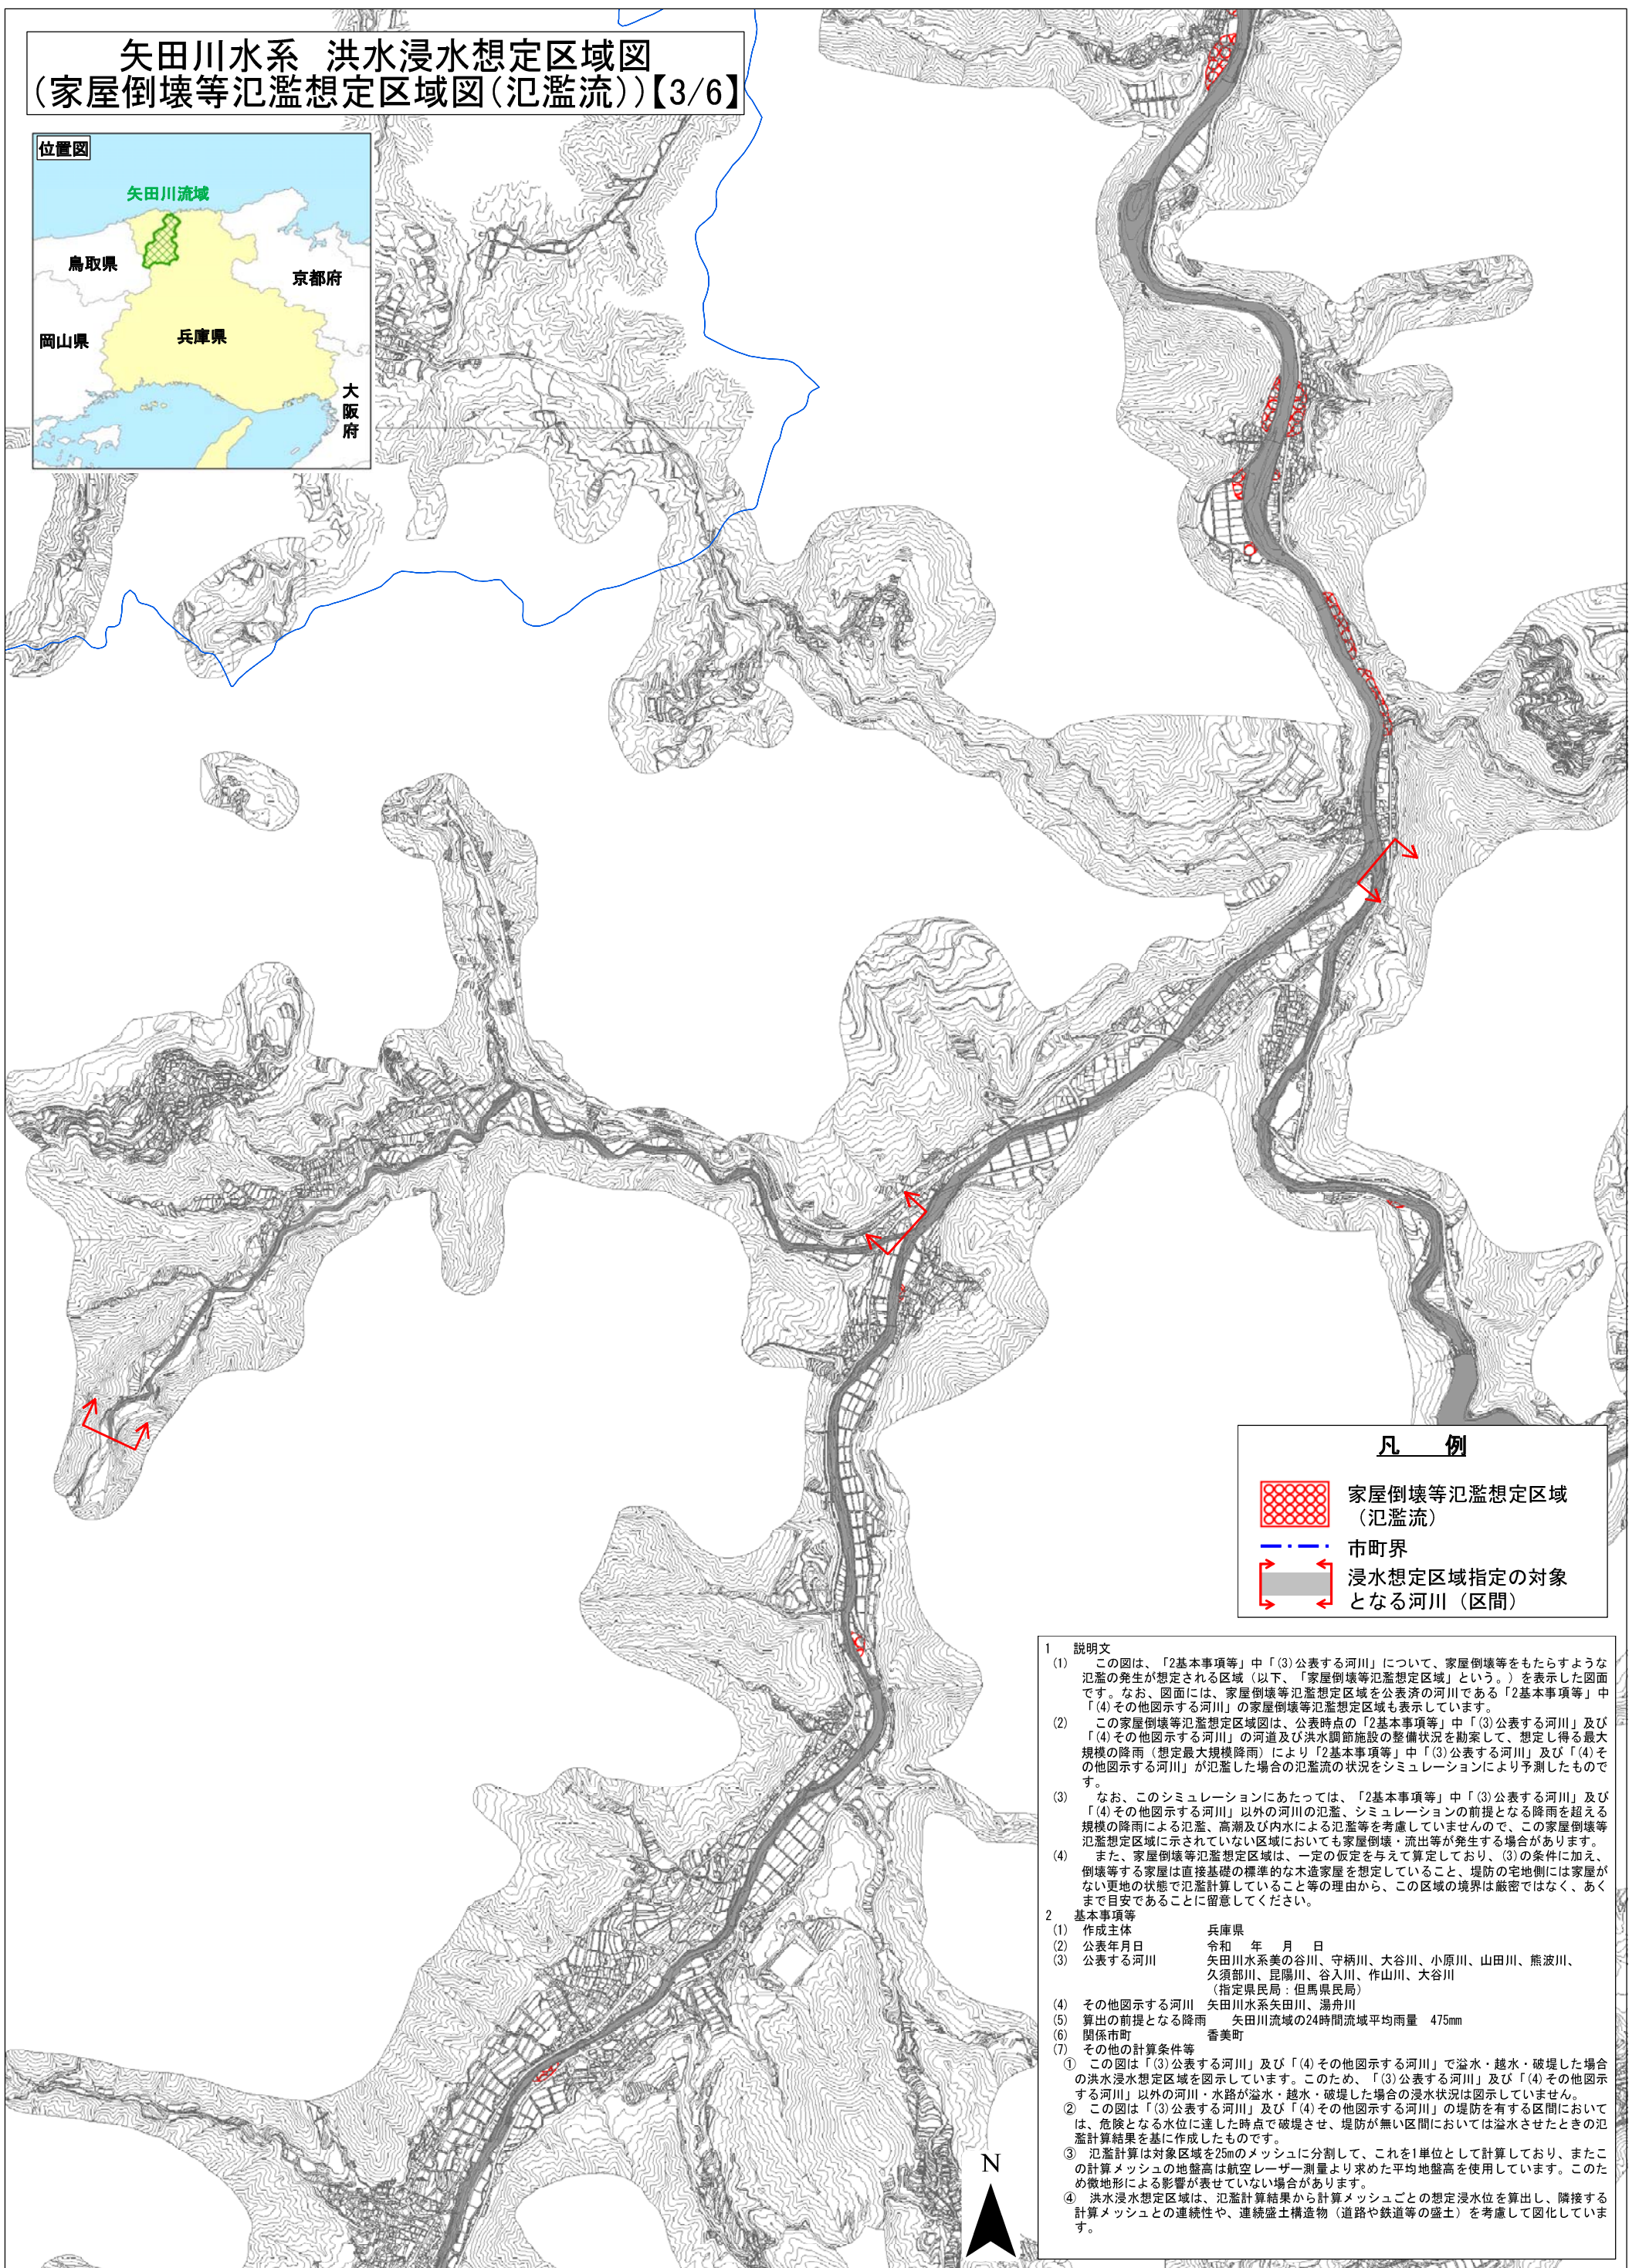 矢田川水系 洪水浸水想定区域図
(家屋倒壊等氾濫想定区域図(氾濫流))【3/6】
位置図
矢田川流域
鳥取県
京都府
岡山県
兵庫県
大阪府
凡 例
家屋倒壊等氾濫想定区域
（氾濫流）
市町界
浸水想定区域指定の対象
となる河川（区間）
1 説明文
(1) この図は、「2基本事項等」中「(3)公表する河川」について、家屋倒壊等をもたらすような
氾濫の発生が想定される区域（以下、「家屋倒壊等氾濫想定区域」という。）を表示した図面
です。なお、図面には、家屋倒壊等氾濫想定区域を公表済の河川である「2基本事項等」中
「(4)その他図示する河川」の家屋倒壊等氾濫想定区域も表示しています。
(2) この家屋倒壊等氾濫想定区域図は、公表時点の「2基本事項等」中「(3)公表する河川」及び
「(4)その他図示する河川」の河道及び洪水調節施設の整備状況を勘案して、想定し得る最大
規模の降雨（想定最大規模降雨）により「2基本事項等」中「(3)公表する河川」及び「(4)そ
の他図示する河川」が氾濫した場合の氾濫流の状況をシミュレーションにより予測したもので
す。
(3) なお、このシミュレーションにあたっては、「2基本事項等」中「(3)公表する河川」及び
「(4)その他図示する河川」以外の河川の氾濫、シミュレーションの前提となる降雨を超える
規模の降雨による氾濫、高潮及び内水による氾濫等を考慮していませんので、この家屋倒壊等
氾濫想定区域に示されていない区域においても家屋倒壊・流出等が発生する場合があります。
(4) また、家屋倒壊等氾濫想定区域は、一定の仮定を与えて算定しており、(3)の条件に加え、
倒壊等する家屋は直接基礎の標準的な木造家屋を想定していること、堤防の宅地側には家屋が
ない更地の状態で氾濫計算していること等の理由から、この区域の境界は厳密ではなく、あく
まで目安であることに留意してください。
2 基本事項等
(1) 作成主体 兵庫県
(2) 公表年月日 令和 年 月 日
(3) 公表する河川 矢田川水系美の谷川、守柄川、大谷川、小原川、山田川、熊波川、
久須部川、昆陽川、谷入川、作山川、大谷川
（指定県民局：但馬県民局）
(4) その他図示する河川 矢田川水系矢田川、湯舟川
(5) 算出の前提となる降雨 矢田川流域の24時間流域平均雨量 475mm
(6) 関係市町 香美町
(7) その他の計算条件等
① この図は「(3)公表する河川」及び「(4)その他図示する河川」で溢水・越水・破堤した場合
の洪水浸水想定区域を図示しています。このため、「(3)公表する河川」及び「(4)その他図示
する河川」以外の河川・水路が溢水・越水・破堤した場合の浸水状況は図示していません。
② この図は「(3)公表する河川」及び「(4)その他図示する河川」の堤防を有する区間において
は、危険となる水位に達した時点で破堤させ、堤防が無い区間においては溢水させたときの氾
濫計算結果を基に作成したものです。
③ 氾濫計算は対象区域を25mのメッシュに分割して、これを1単位として計算しており、またこ
の計算メッシュの地盤高は航空レーザー測量より求めた平均地盤高を使用しています。このた
め微地形による影響が表せていない場合があります。
④ 洪水浸水想定区域は、氾濫計算結果から計算メッシュごとの想定浸水位を算出し、隣接する
計算メッシュとの連続性や、連続盛土構造物（道路や鉄道等の盛土）を考慮して図化していま
す。
N